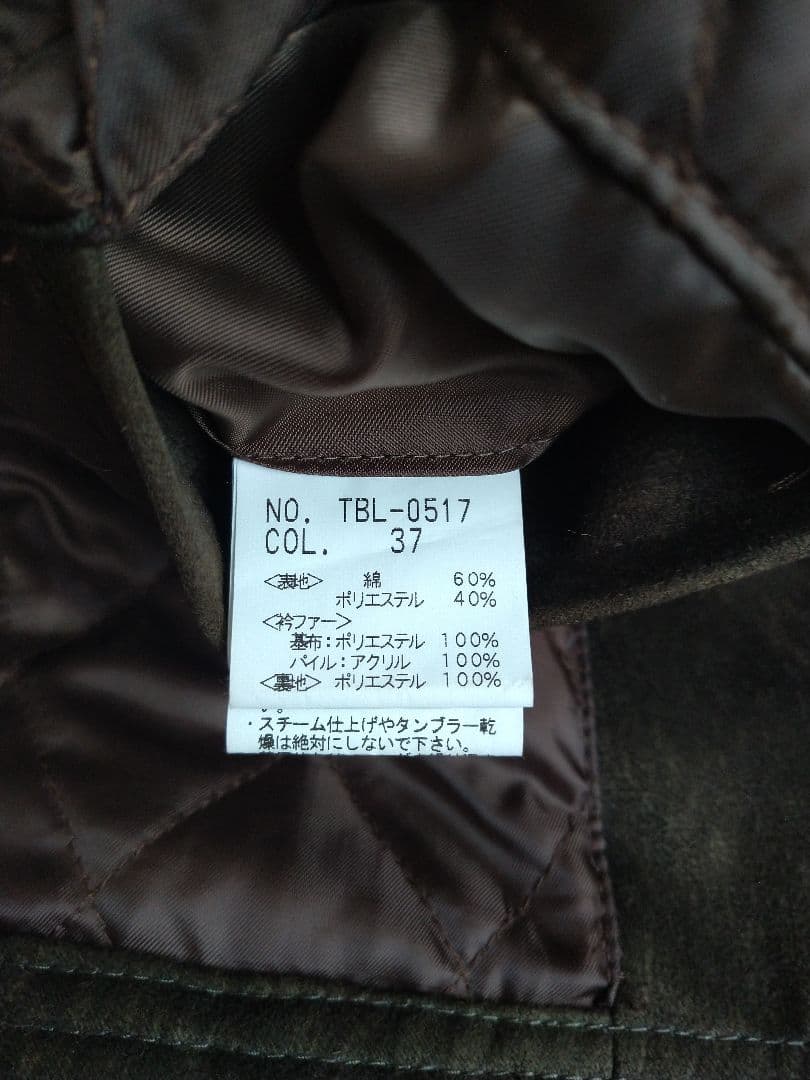 NO. TBL-0517
COL. 37
<表地> 綿 60%
ポリエステル 40%
<衿ファー>
基布:ポリエステル 100%
パイル:アクリル 100%
<裏地> ポリエステル 100%
い。
・スチーム仕上げやタンブラー乾
燥は絶対にしないで下さい。